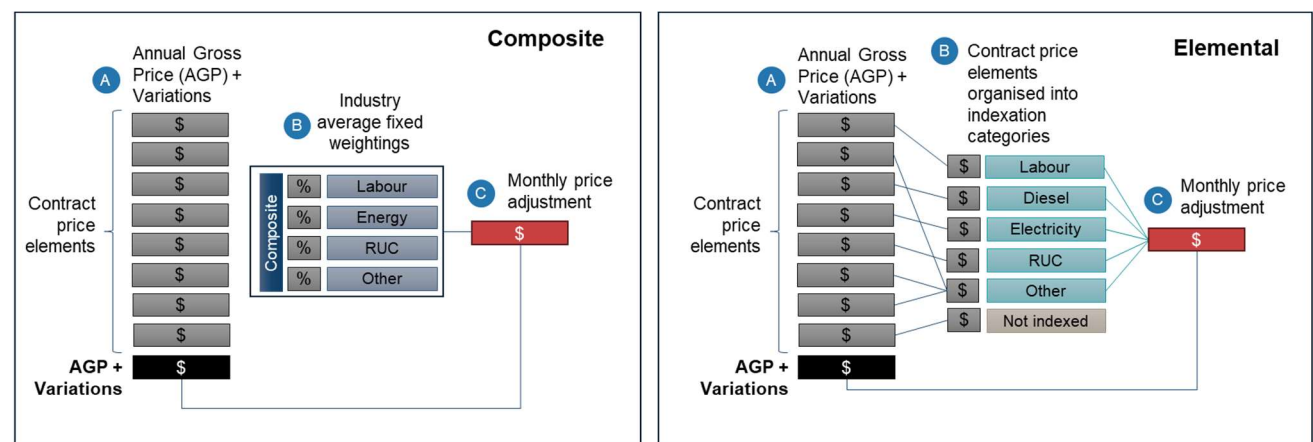 Composite
A
Annual Gross
Price (AGP) +
Variations
B
Industry
average fixed
weightings
Contract
price
elements
$
$
$
$
$
$
$
$
Composite
% Labour
% Energy
% RUC
% Other
C
Monthly price
adjustment
$
AGP +
Variations
$
Elemental
A
Annual Gross
Price (AGP) +
Variations
B
Contract price
elements
organised into
indexation
categories
Contract
price
elements
$
$
$
$
$
$
$
$
$ Labour
$ Diesel
$ Electricity
$ RUC
$ Other
$ Not indexed
C
Monthly price
adjustment
$
AGP +
Variations
$